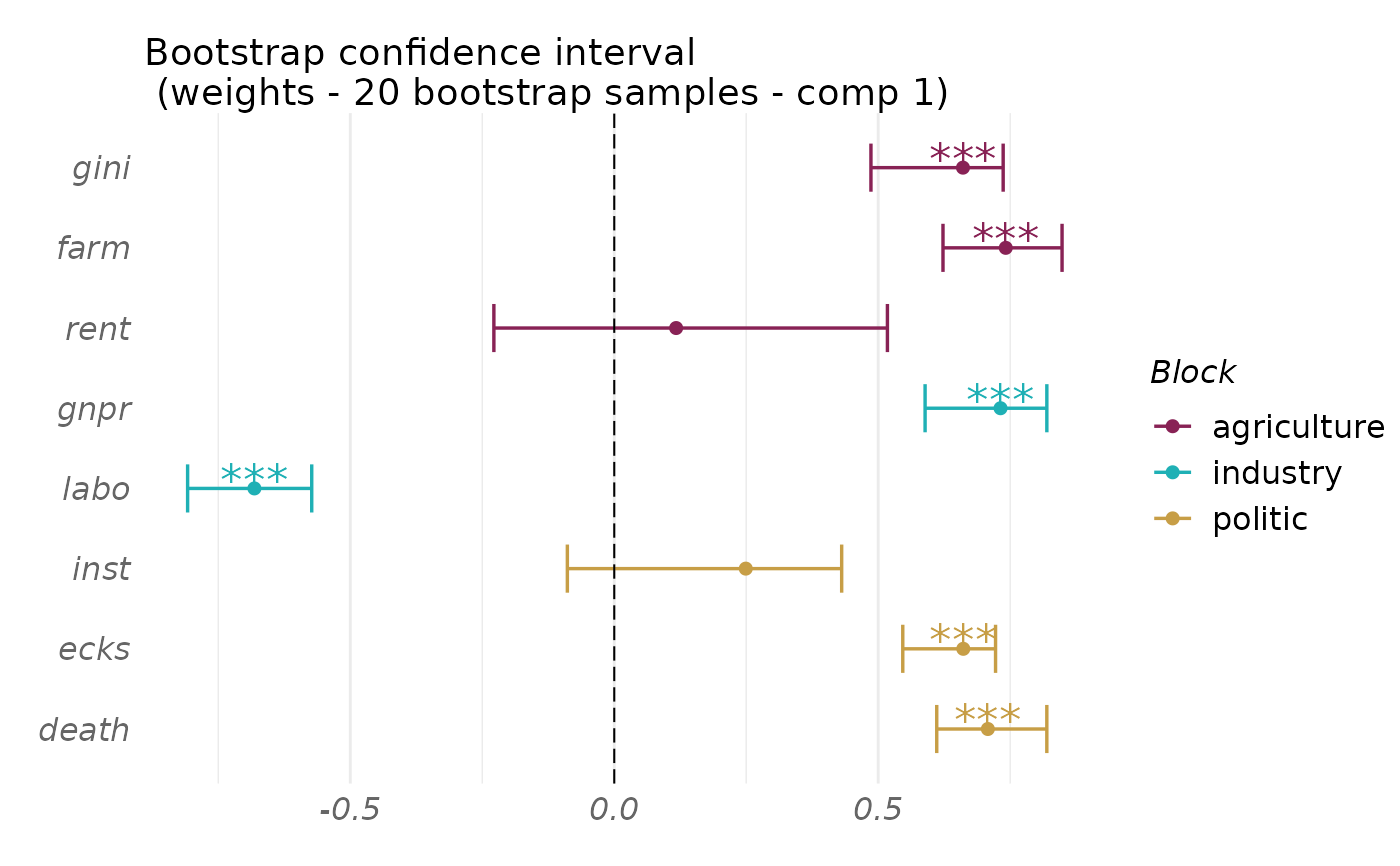 Bootstrap confidence interval
(weights - 20 bootstrap samples - comp 1)
gini
***
farm
***
rent
gnpr
***
labo
***
inst
ecks
***
death
***
-0.5
0.0
0.5
Block
agriculture
industry
politic